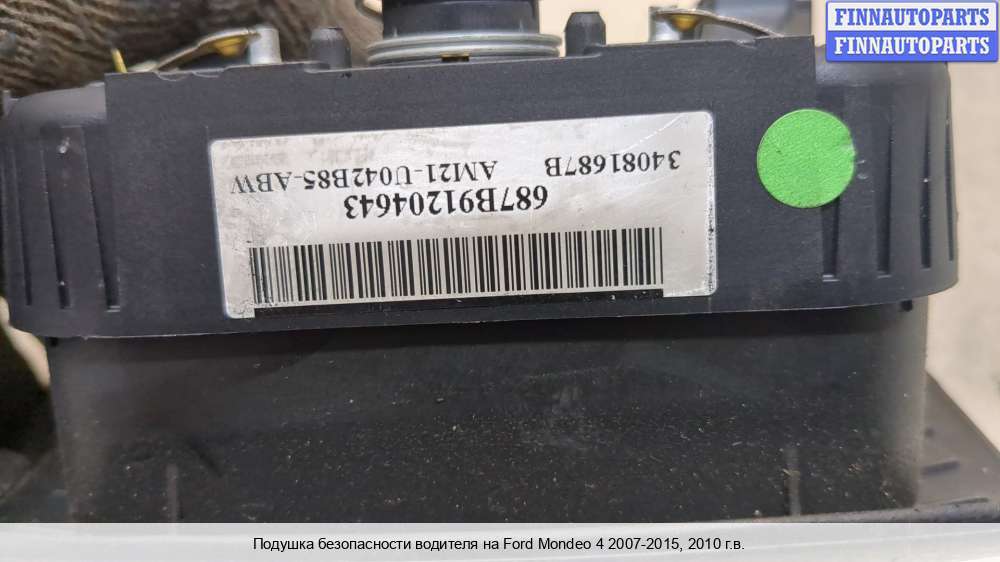 FINNAUTOPARTS
FINNAUTOPARTS
34081687B AM21-U042B85-ABW
687B91204643
Подушка безопасности водителя на Ford Mondeo 4 2007-2015, 2010 г.в.